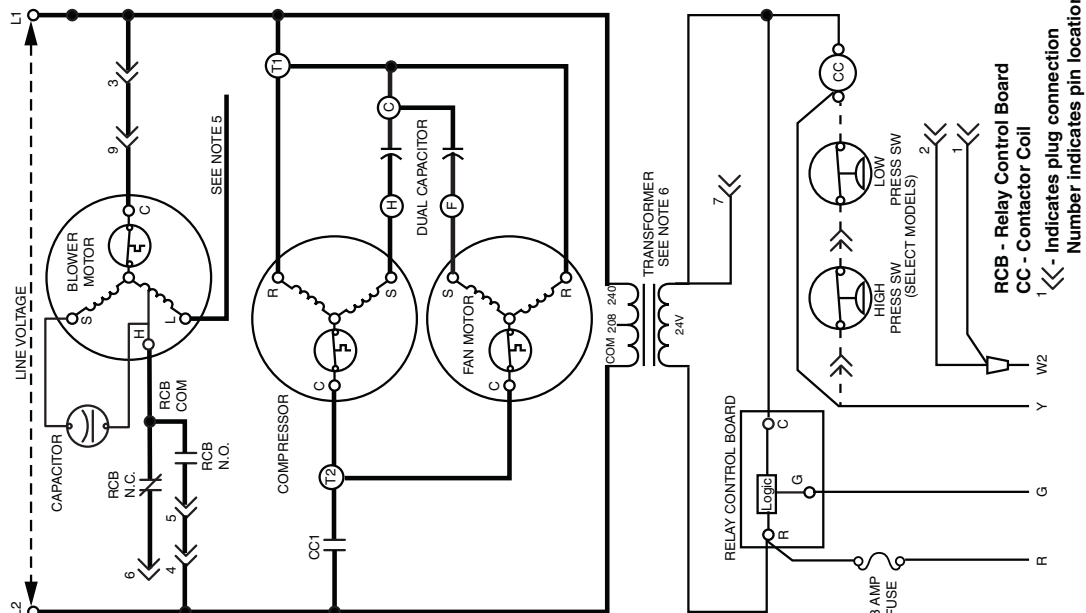 L1
LINE VOLTAGE
3
9
C
BLOWER
MOTOR
S
H
L
SEE NOTE 5
CAPACITOR
RCB
COM
RCB
N.C.
RCB
N.O.
6
5
4
T1
C
DUAL CAPACITOR
H
F
COMPRESSOR
R
S
C
T2
CC1
FAN MOTOR
S
R
C
COM 208 240
TRANSFORMER
SEE NOTE 6
24V
7
CC
LOW
PRESS SW
HIGH
PRESS SW
(SELECT MODELS)
RELAY CONTROL BOARD
C
Logic
G
R
AMP
FUSE
2
1
W2
Y
G
R
RCB - Relay Control Board
CC - Contactor Coil
1 - Indicates plug connection
Number indicates pin location